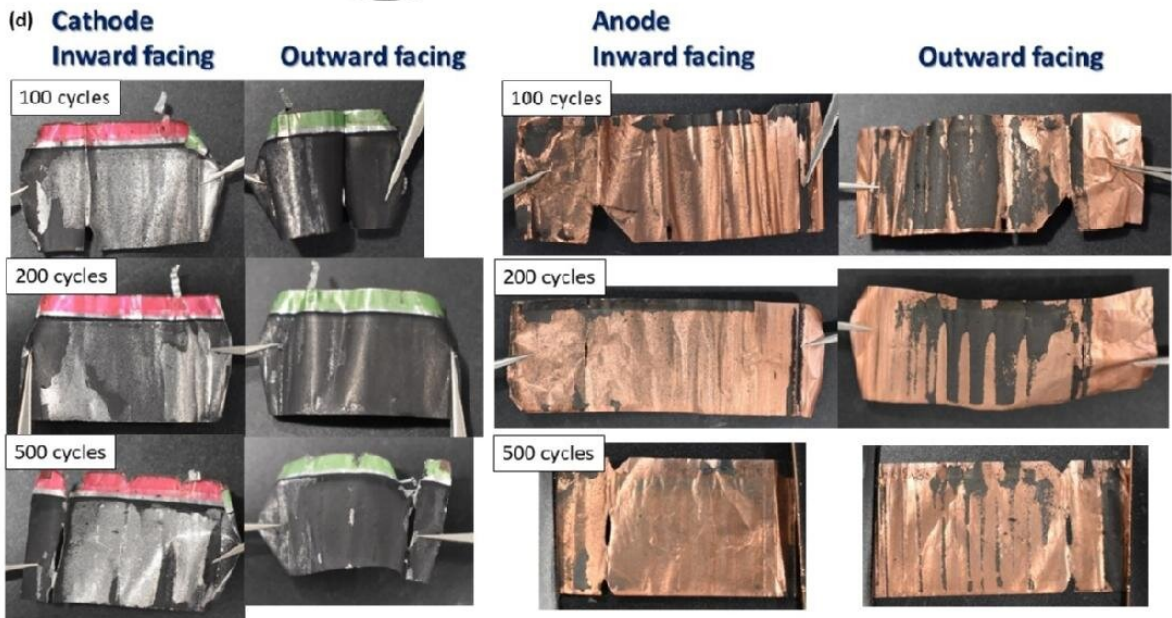 (d) Cathode
Inward facing
Outward facing
Anode
Inward facing
Outward facing
100 cycles
100 cycles
200 cycles
200 cycles
500 cycles
500 cycles